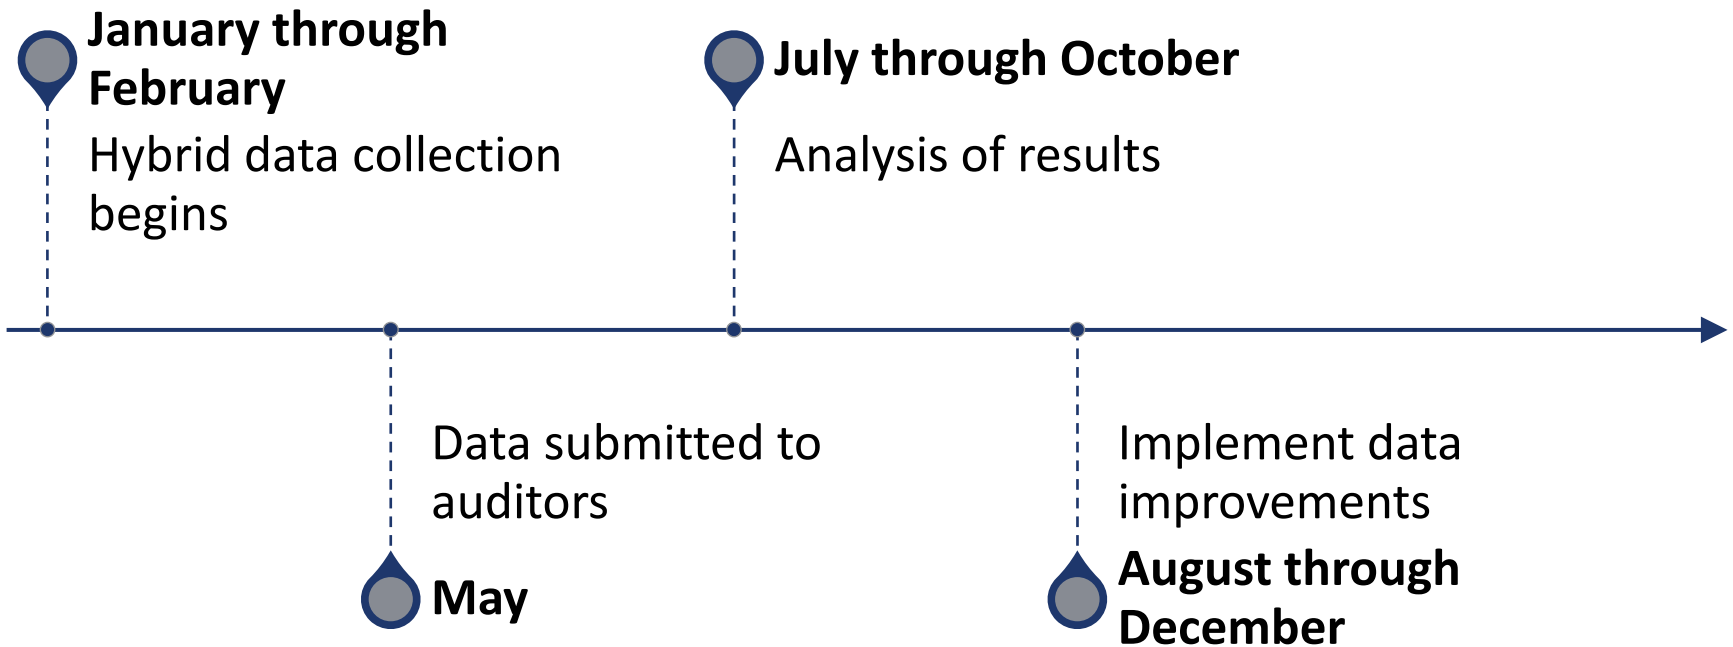 January through
February
Hybrid data collection
begins
July through October
Analysis of results
Data submitted to
auditors
May
Implement data
improvements
August through
December